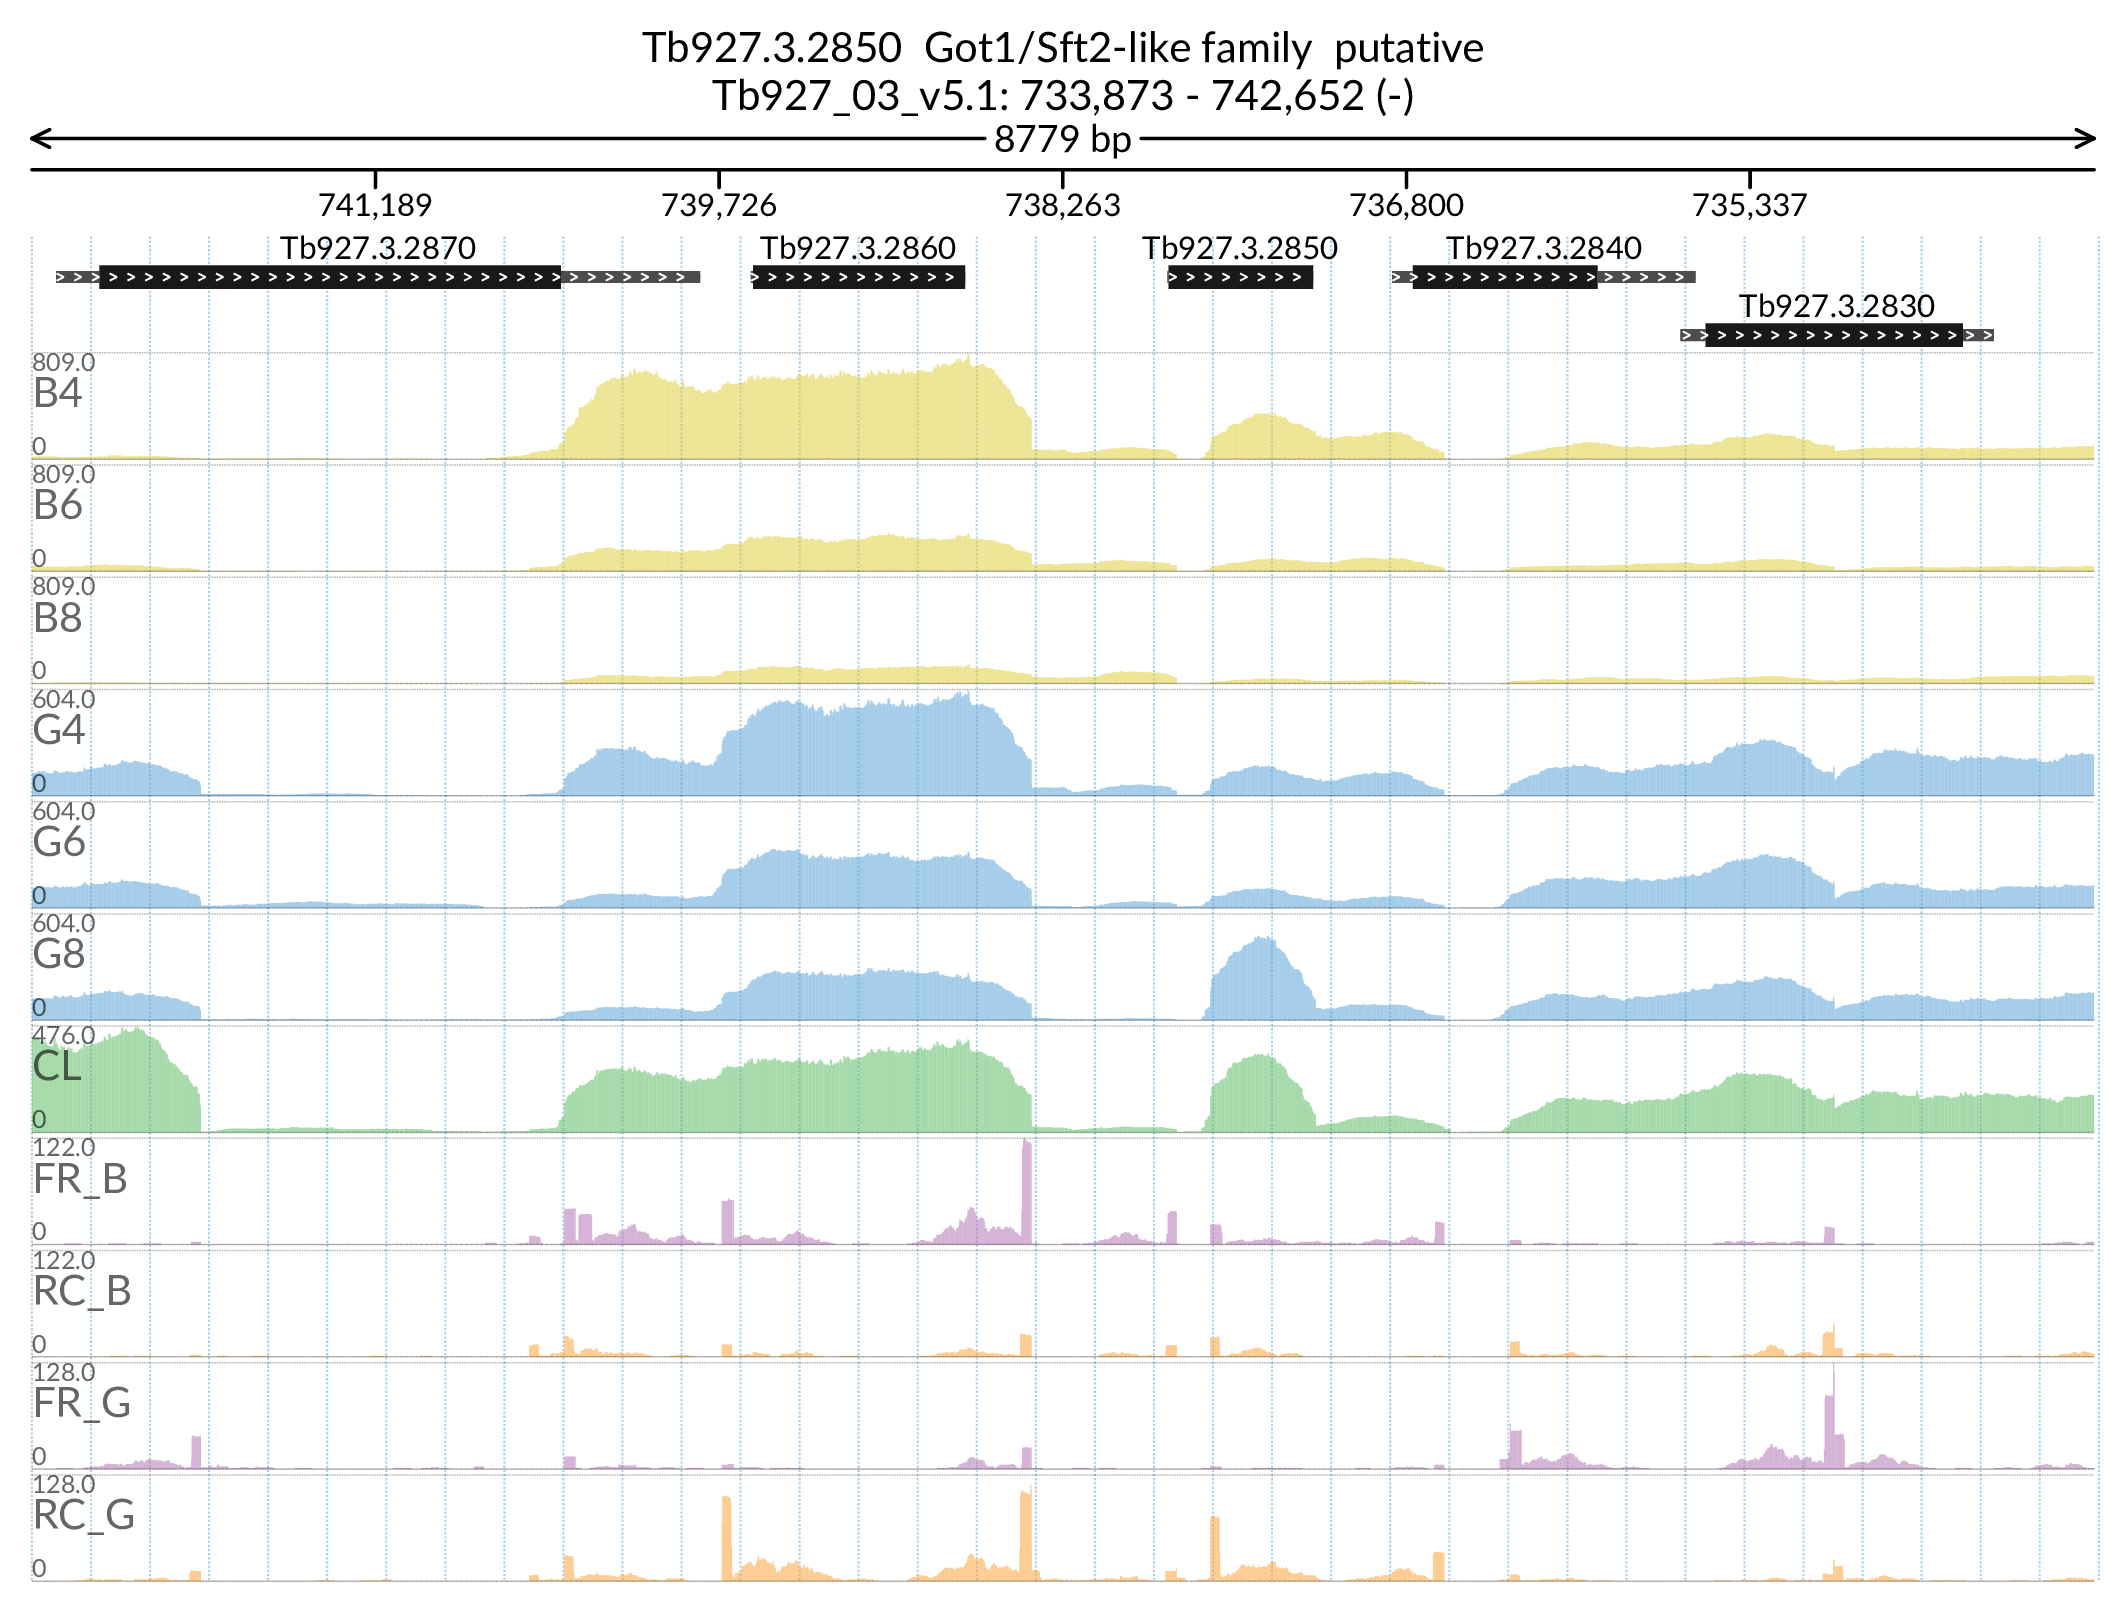 Tb927.3.2850  Got1/Sft2-like family  putative
Tb927_03_v5.1: 733,873 - 742,652 (-)
8779 bp
741,189 739,726 738,263 736,800 735,337
Tb927.3.2870 Tb927.3.2860 Tb927.3.2850 Tb927.3.2840
Tb927.3.2830
809.0
B4
0
809.0
B6
0
809.0
B8
0
604.0
G4
0
604.0
G6
0
604.0
G8
0
476.0
CL
0
122.0
FR_B
0
122.0
RC_B
0
128.0
FR_G
0
128.0
RC_G
0